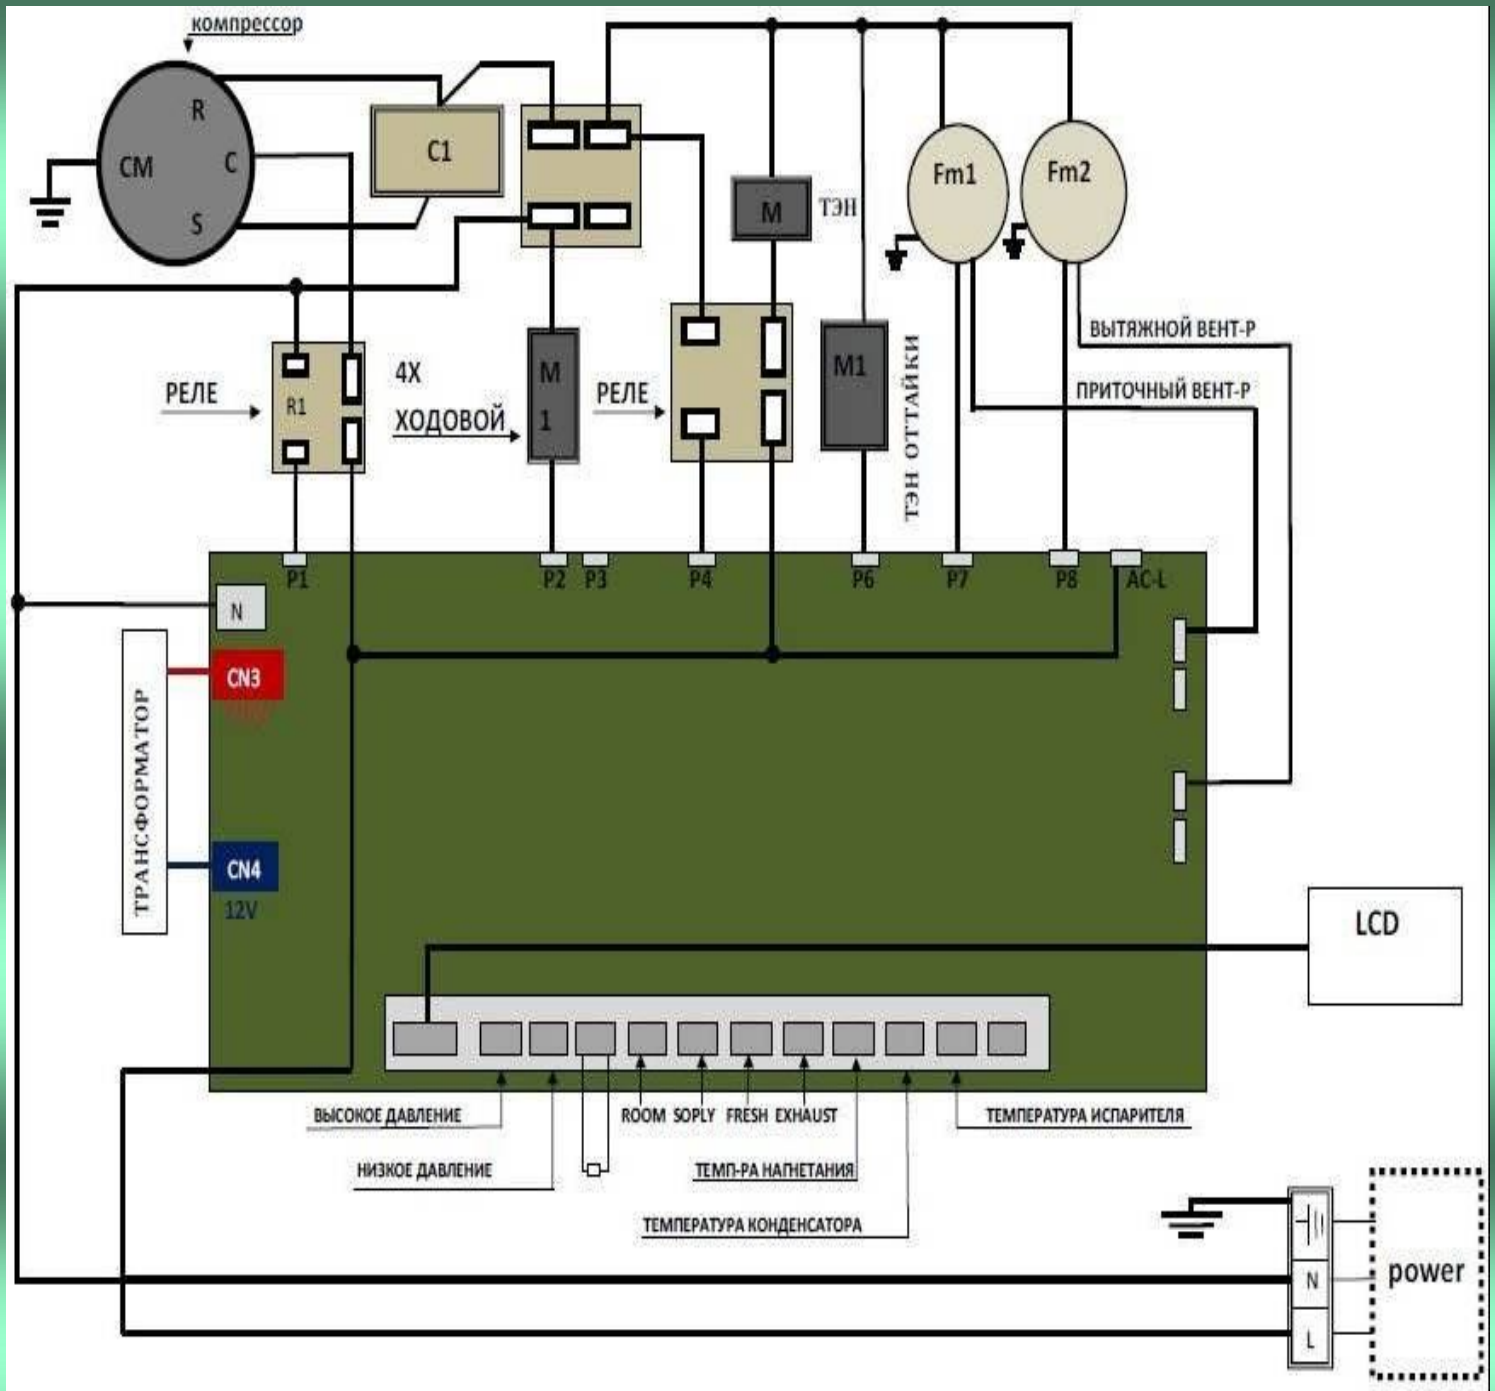 компрессор
R
CM
C
S
C1
Fm1
Fm2
M
ТЭН
ВЫТЯЖНОЙ ВЕНТ-Р
ПРИТОЧНЫЙ ВЕНТ-Р
РЕЛЕ
R1
4Х
ХОДОВОЙ
M
1
РЕЛЕ
M1
ТЭН ОТТАЙКИ
P1
P2
P3
P4
P6
P7
P8
AC-L
N
CN3
ТРАНСФОРМАТОР
CN4
12V
LCD
ВЫСОКОЕ ДАВЛЕНИЕ
ROOM SOPLY FRESH EXHAUST
ТЕМПЕРАТУРА ИСПАРИТЕЛЯ
НИЗКОЕ ДАВЛЕНИЕ
ТЕМП-РА НАГНЕТАНИЯ
ТЕМПЕРАТУРА КОНДЕНСАТОРА
N
L
power